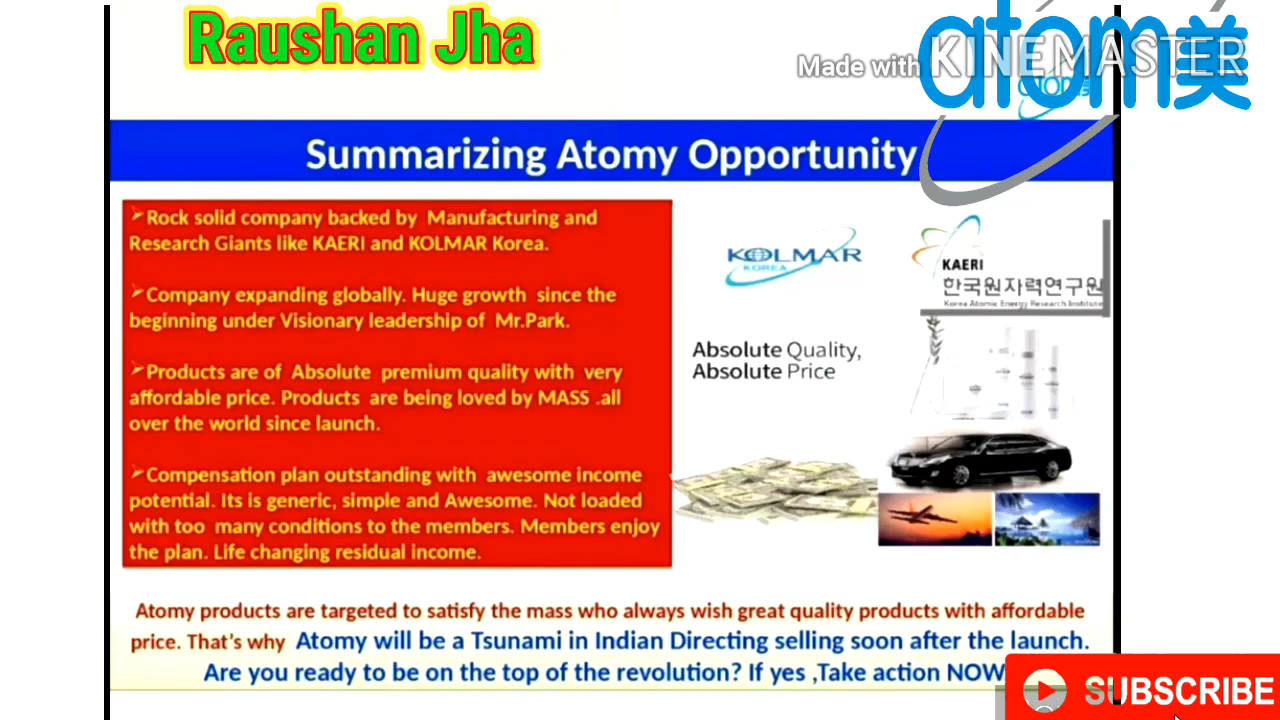 Raushan Jha
Made with KINEMASTER
atom美
Summarizing Atomy Opportunity
➢Rock solid company backed by Manufacturing and
Research Giants like KAERI and KOLMAR Korea.
➢Company expanding globally. Huge growth since the
beginning under Visionary leadership of Mr.Park.
➢Products are of Absolute premium quality with very
affordable price. Products are being loved by MASS .all
over the world since launch.
➢Compensation plan outstanding with awesome income
potential. Its is generic, simple and Awesome. Not loaded
with too many conditions to the members. Members enjoy
the plan. Life changing residual income.
KOLMAR
KOREA
KAERI
한국원자력연구원
Korea Atomic Energy Research Institute
Absolute Quality,
Absolute Price
Atomy products are targeted to satisfy the mass who always wish great quality products with affordable
price. That's why Atomy will be a Tsunami in Indian Directing selling soon after the launch.
Are you ready to be on the top of the revolution? If yes ,Take action NOW
SUBSCRIBE